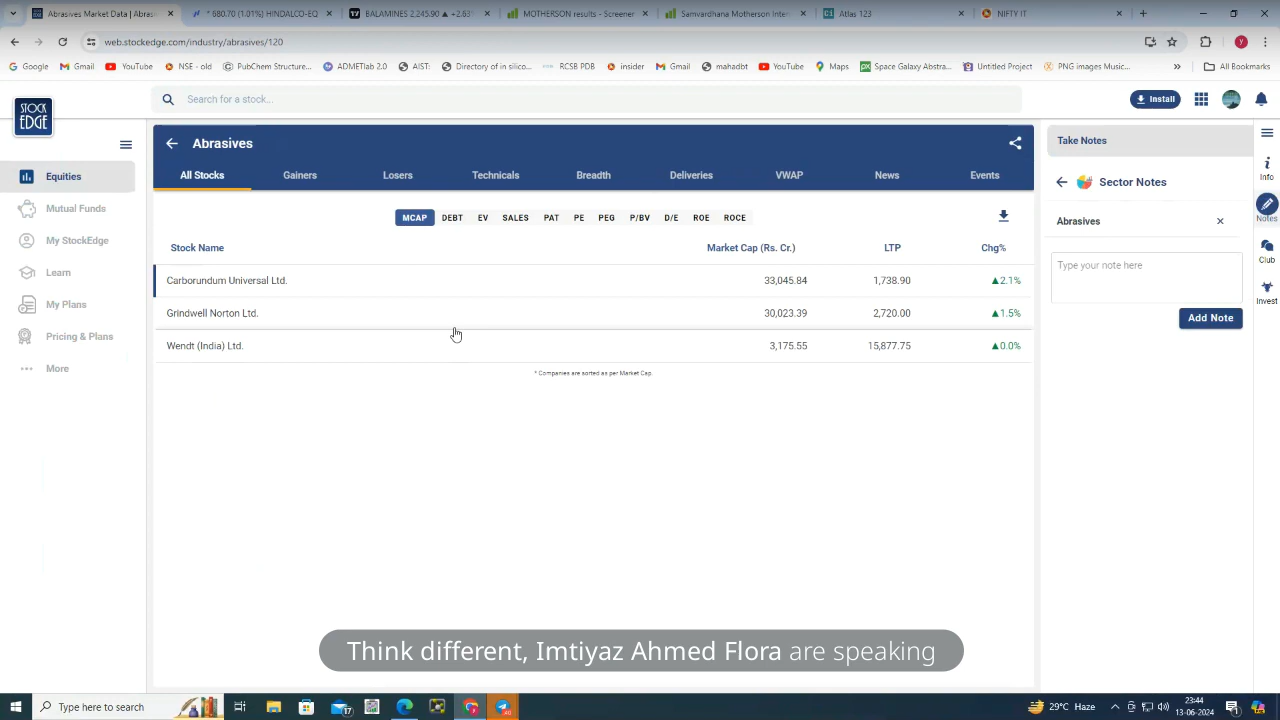 Abrasives Market Data | Abrasi
* 680.70 (1.01%) HINDALCO-EQ
BALAMINES 2,245.90 ▲ +2.63%
MOTHERSON results - Screener
Samvardhana Motherson Inter
Atlas 123
NIFTY IT
web.stockedge.com/industry/abrasives/120
Google
Gmail
YouTube
NSE - old
PubChem Structure...
ADMETlab 2.0
AIST:
Directory of in silico...
RCSB PDB
insider
Gmail
mahadbt
YouTube
Maps
Space Galaxy Abstra...
Untitled Project
PNG images Music...
»
All Bookmarks
STOCK EDGE
Search for a stock...
Install
Equities
Mutual Funds
My StockEdge
Learn
My Plans
Pricing & Plans
More
Abrasives
All Stocks Gainers Losers Technicals Breadth Deliveries VWAP News Events
MCAP DEBT EV SALES PAT PE PEG P/BV D/E ROE ROCE
Stock Name Market Cap (Rs. Cr.) LTP Chg%
Carborundum Universal Ltd. 33,045.84 1,738.90 ▲2.1%
Grindwell Norton Ltd. 30,023.39 2,720.00 ▲1.5%
Wendt (India) Ltd. 3,175.55 15,877.75 ▲0.0%
* Companies are sorted as per Market Cap.
Take Notes
Sector Notes
Abrasives
Type your note here
Add Note
Info
Notes
Club
Invest
Think different, Imtiyaz Ahmed Flora are speaking
Type here to search
17
29°C Haze
23:44
13-06-2024